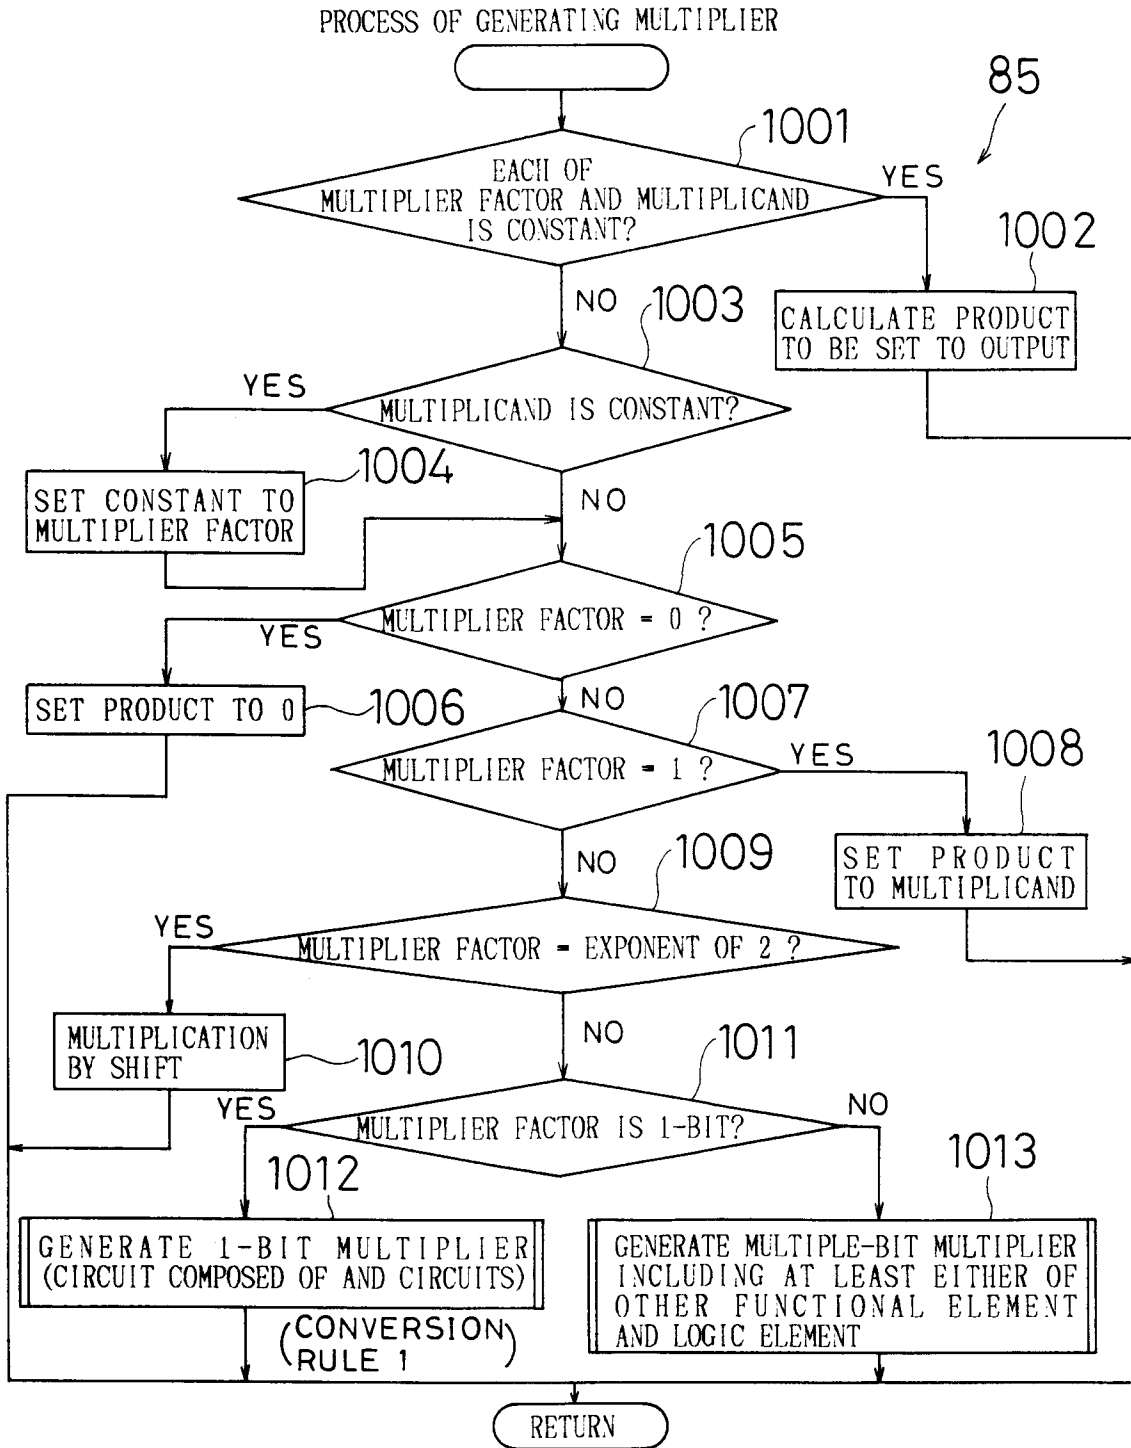 PROCESS OF GENERATING MULTIPLIER
85
1001
EACH OF
MULTIPLIER FACTOR AND MULTIPLICAND
IS CONSTANT?
YES
NO
1002
CALCULATE PRODUCT
TO BE SET TO OUTPUT
1003
MULTIPLICAND IS CONSTANT?
YES
NO
1004
SET CONSTANT TO
MULTIPLIER FACTOR
1005
MULTIPLIER FACTOR = 0 ?
YES
NO
SET PRODUCT TO 0
1006
1007
MULTIPLIER FACTOR = 1 ?
YES
NO
1008
SET PRODUCT
TO MULTIPLICAND
1009
MULTIPLIER FACTOR = EXPONENT OF 2 ?
YES
NO
MULTIPLICATION
BY SHIFT
1010
1011
MULTIPLIER FACTOR IS 1-BIT?
YES
NO
1012
GENERATE 1-BIT MULTIPLIER
(CIRCUIT COMPOSED OF AND CIRCUITS)
(CONVERSION
RULE 1)
1013
GENERATE MULTIPLE-BIT MULTIPLIER
INCLUDING AT LEAST EITHER OF
OTHER FUNCTIONAL ELEMENT
AND LOGIC ELEMENT
RETURN